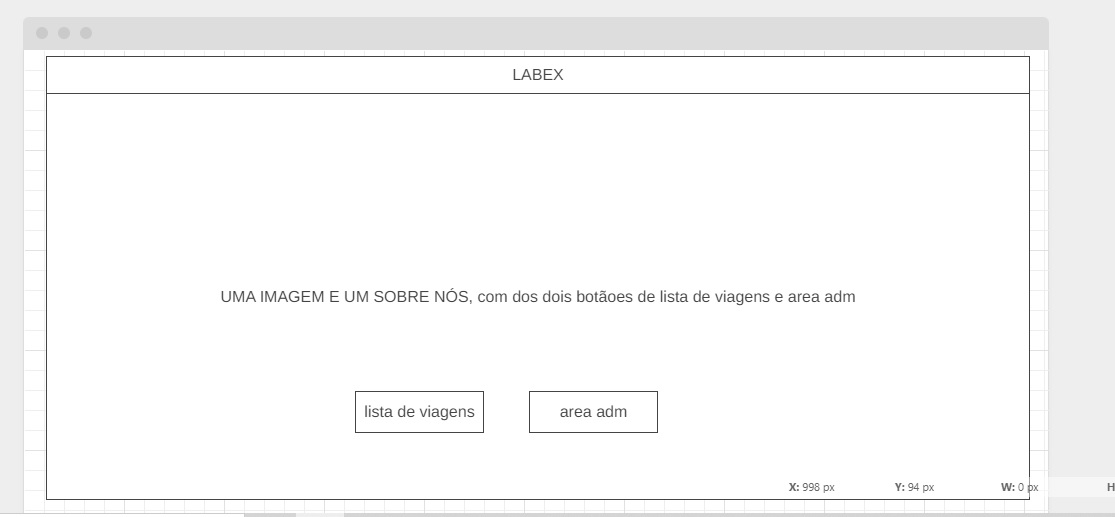 LABEX
UMA IMAGEM E UM SOBRE NÓS, com dos dois botãoes de lista de viagens e area adm
lista de viagens area adm
X: 998 px Y: 94 px W: 0 px H